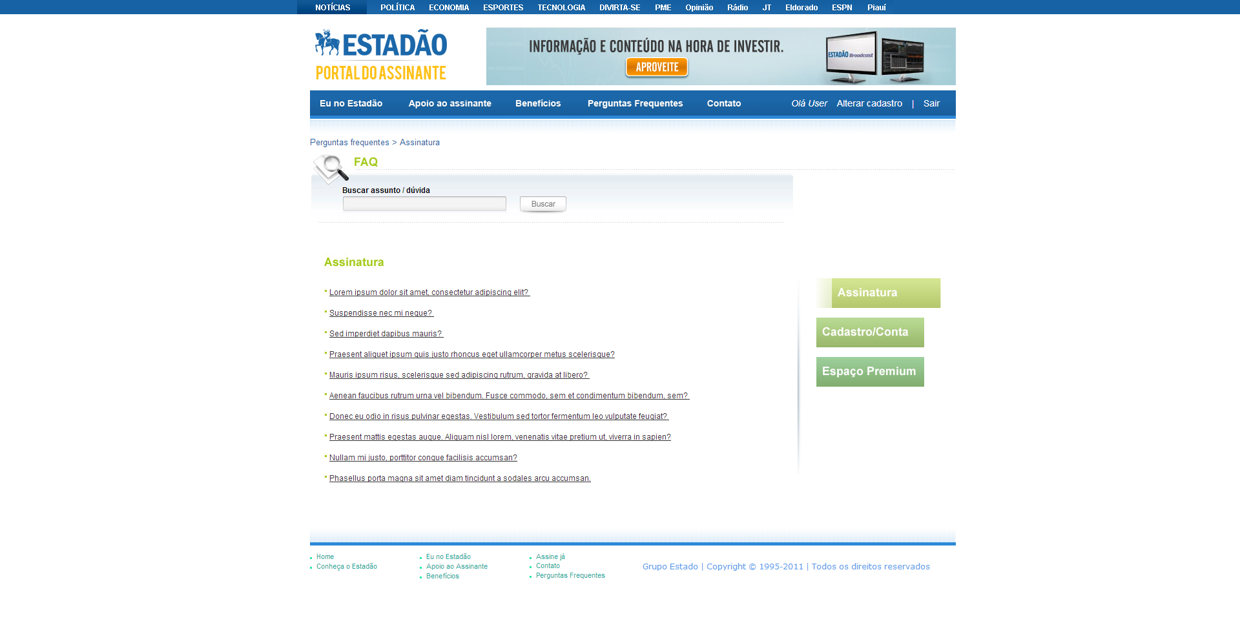 NOTÍCIAS POLÍTICA ECONOMIA ESPORTES TECNOLOGIA DIVIRTA-SE PME Opinião Rádio JT Eldorado ESPN Piauí
ESTADÃO
PORTAL DO ASSINANTE
INFORMAÇÃO E CONTEÚDO NA HORA DE INVESTIR.
APROVEITE
ESTADÃO Broadcast
Eu no Estadão Apoio ao assinante Benefícios Perguntas Frequentes Contato Olá User Alterar cadastro | Sair
Perguntas frequentes > Assinatura
FAQ
Buscar assunto / dúvida
Buscar
Assinatura
* Lorem ipsum dolor sit amet, consectetur adipiscing elit?
* Suspendisse nec mi neque?
* Sed imperdiet dapibus mauris?
* Praesent aliquet ipsum quis justo rhoncus eget ullamcorper metus scelerisque?
* Mauris ipsum risus, scelerisque sed adipiscing rutrum, gravida at libero?
* Aenean faucibus rutrum urna vel bibendum. Fusce commodo, sem et condimentum bibendum, sem?
* Donec eu odio in risus pulvinar egestas. Vestibulum sed tortor fermentum leo vulputate feugiat?
* Praesent mattis egestas augue. Aliquam nisl lorem, venenatis vitae pretium ut, viverra in sapien?
* Nullam mi justo, porttitor congue facilisis accumsan?
* Phasellus porta magna sit amet diam tincidunt a sodales arcu accumsan.
Assinatura
Cadastro/Conta
Espaço Premium
Home
Conheça o Estadão
Eu no Estadão
Apoio ao Assinante
Benefícios
Assine já
Contato
Perguntas Frequentes
Grupo Estado | Copyright © 1995-2011 | Todos os direitos reservados